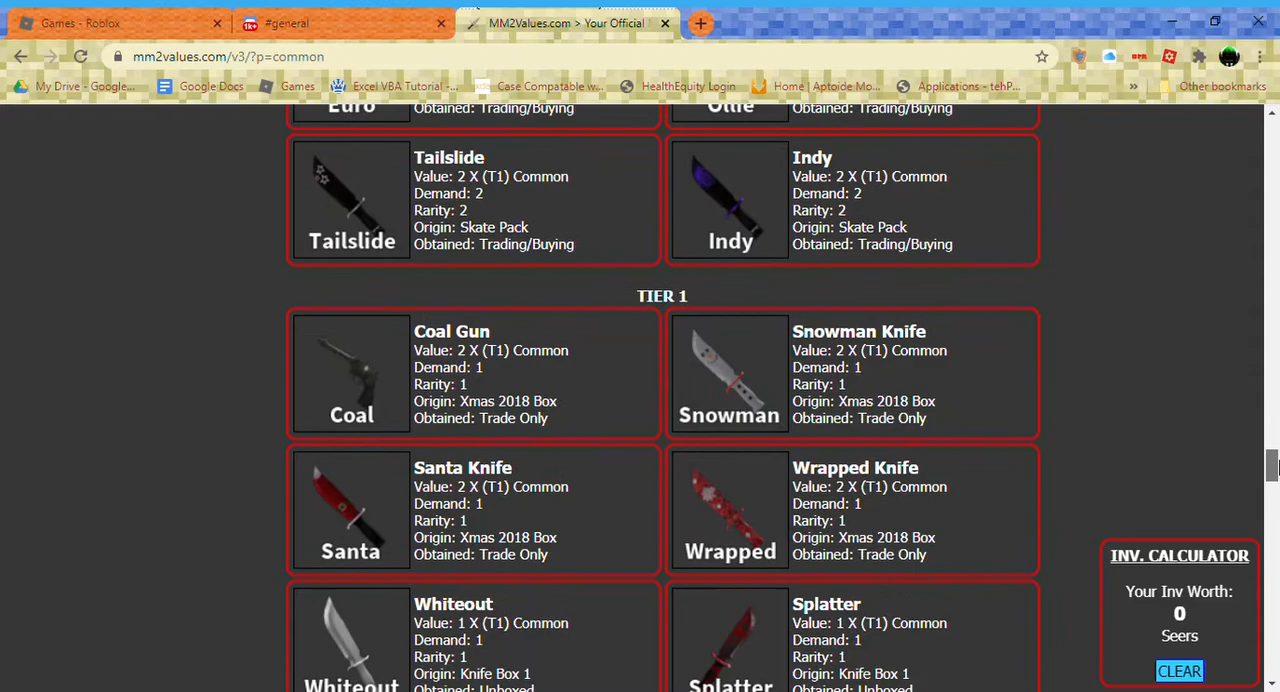 Games - Roblox
#general
MM2Values.com > Your Official
mm2values.com/v3/?p=common
My Drive - Google...
Google Docs
Games
Excel VBA Tutorial -...
Case Compatable w...
HealthEquity Login
Home | Aptoide Mo...
Applications - tehP...
»
Other bookmarks
Euro
Obtained: Trading/Buying
Ollie
Obtained: Trading/Buying
Tailslide
Value: 2 X (T1) Common
Demand: 2
Rarity: 2
Origin: Skate Pack
Obtained: Trading/Buying
Tailslide
Indy
Value: 2 X (T1) Common
Demand: 2
Rarity: 2
Origin: Skate Pack
Obtained: Trading/Buying
Indy
TIER 1
Coal Gun
Value: 2 X (T1) Common
Demand: 1
Rarity: 1
Origin: Xmas 2018 Box
Obtained: Trade Only
Coal
Snowman Knife
Value: 2 X (T1) Common
Demand: 1
Rarity: 1
Origin: Xmas 2018 Box
Obtained: Trade Only
Snowman
Santa Knife
Value: 2 X (T1) Common
Demand: 1
Rarity: 1
Origin: Xmas 2018 Box
Obtained: Trade Only
Santa
Wrapped Knife
Value: 2 X (T1) Common
Demand: 1
Rarity: 1
Origin: Xmas 2018 Box
Obtained: Trade Only
Wrapped
Whiteout
Value: 1 X (T1) Common
Demand: 1
Rarity: 1
Origin: Knife Box 1
Obtained: Unboxed
Whiteout
Splatter
Value: 1 X (T1) Common
Demand: 1
Rarity: 1
Origin: Knife Box 1
Obtained: Unboxed
Splatter
INV. CALCULATOR
Your Inv Worth:
0
Seers
CLEAR